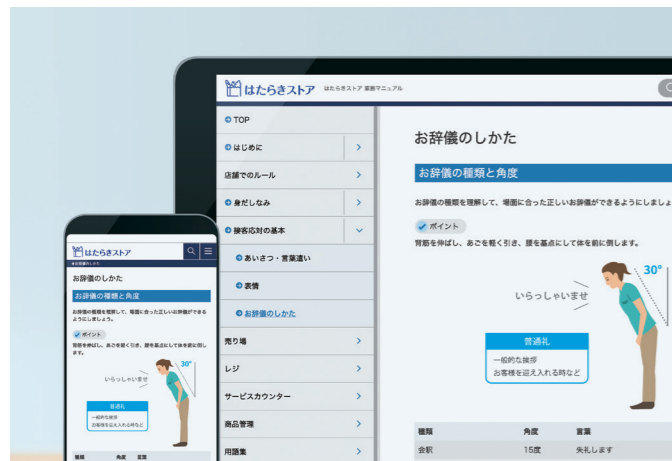 はたらきストア
はたらきストア 業務マニュアル
TOP
はじめに
店舗でのルール
身だしなみ
接客応対の基本
あいさつ・言葉遣い
表情
お辞儀のしかた
売り場
レジ
サービスカウンター
商品管理
用語集
お辞儀のしかた
お辞儀の種類と角度
お辞儀の種類を理解して、場面に合った正しいお辞儀ができるようにしましょ
ポイント
背筋を伸ばし、あごを軽く引き、腰を基点にして体を前に倒します。
30°
いらっしゃいませ
普通礼
一般的な挨拶
お客様を迎え入れる時など
種類 角度 言葉
会釈 15度 失礼します
はたらきストア
お辞儀のしかた
お辞儀のしかた
お辞儀の種類と角度
お辞儀の種類を理解して、場面に合った正しいお辞儀ができる
ようにしましょう。
ポイント
背筋を伸ばし、あごを軽く引き、腰を基点にして体を前に倒し
ます。
30°
いらっしゃいませ
普通礼
一般的な挨拶
お客様を迎え入れる時など
種類 角度 言葉